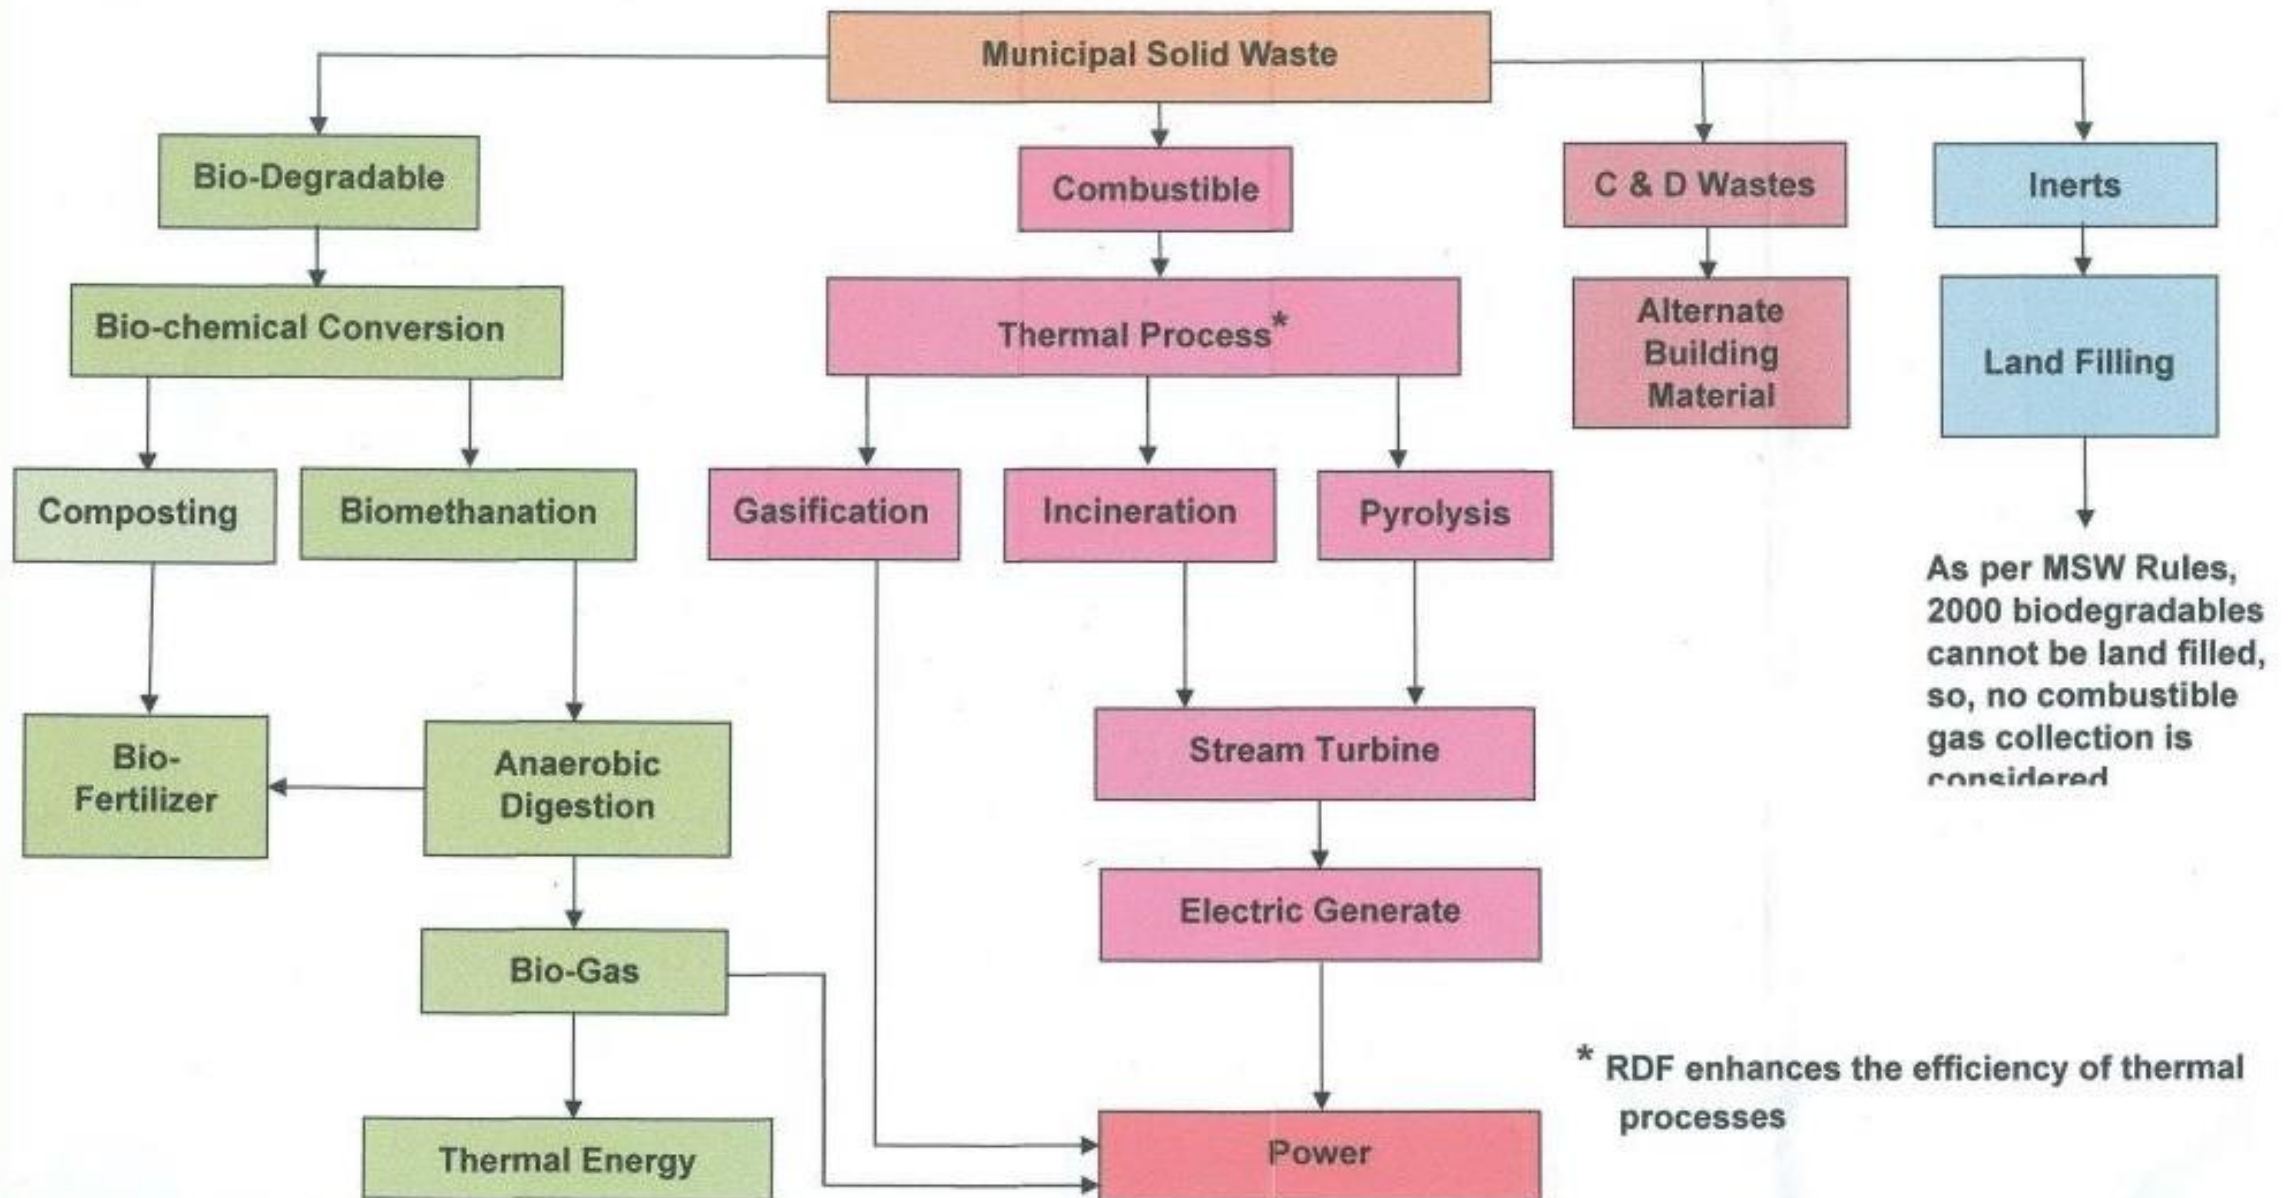 Municipal Solid Waste
Bio-Degradable
Combustible
C & D Wastes
Inerts
Bio-chemical Conversion
Thermal Process*
Alternate
Building
Material
Land Filling
Composting
Biomethanation
Gasification
Incineration
Pyrolysis
As per MSW Rules,
2000 biodegradables
cannot be land filled,
so, no combustible
gas collection is
considered
Bio-
Fertilizer
Anaerobic
Digestion
Stream Turbine
Electric Generate
Bio-Gas
* RDF enhances the efficiency of thermal
processes
Thermal Energy
Power